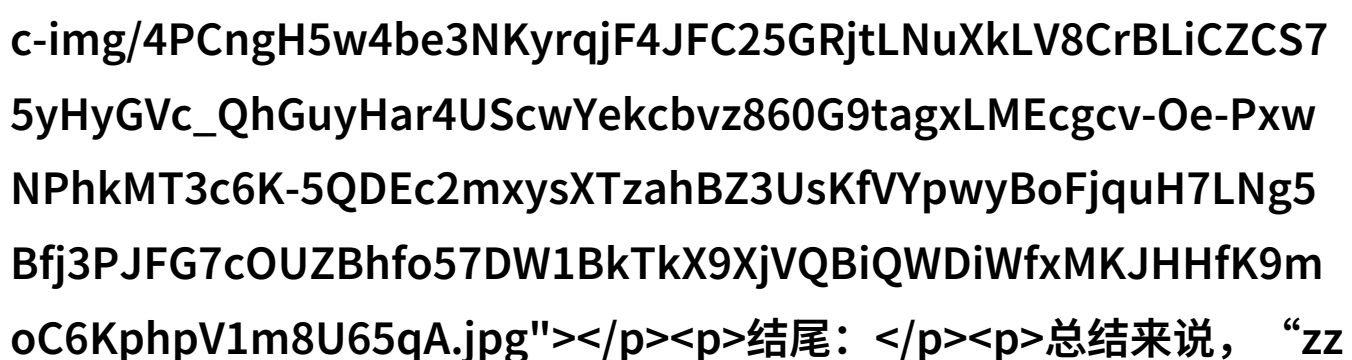 c-img/4PCngH5w4be3NKyrqjF4JFC25GRjtLNuXkLV8CrBLiCZCS7
5yHyGVc_QhGuyHar4UScwYekcbvz860G9tagxLMEcgcv-Oe-Pxw
NPhkMT3c6K-5QDEc2mxysXTzahBZ3UsKfVYpwyBoFjquH7LNg5
Bfj3PJFG7cOUZBhfo57DW1BkTkX9XjVQBiQWDiWfxMKJHHfK9m
oC6KphpV1m8U65qA.jpg"></p><p>结尾：</p><p>总结来说，“zz